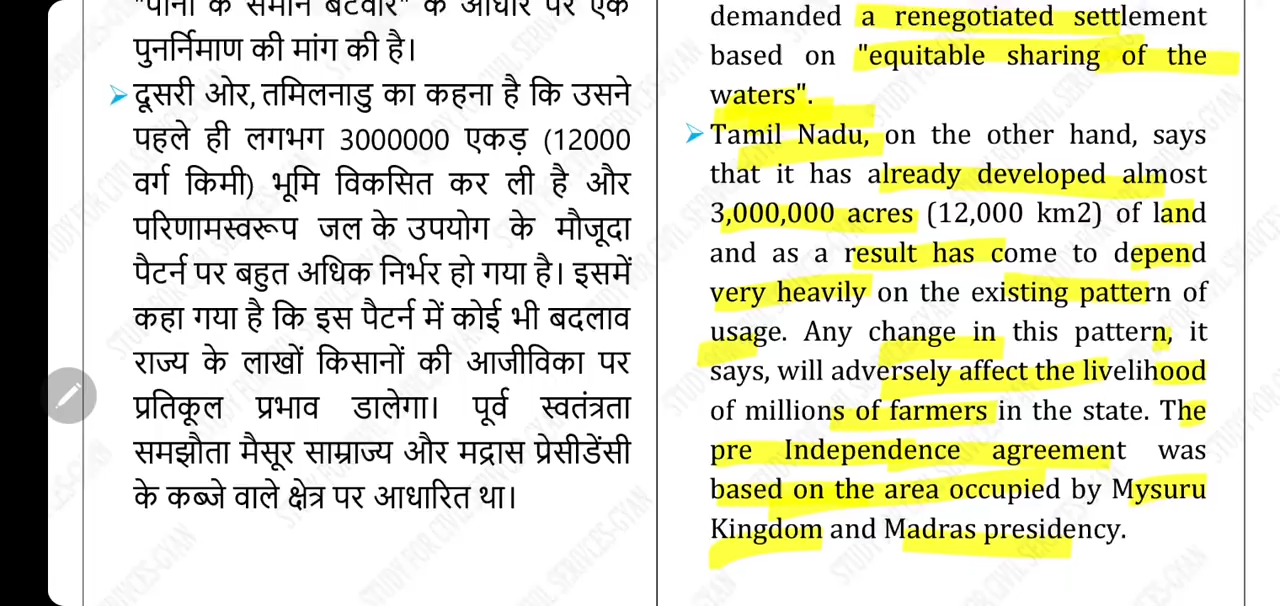 "पानी के समान बंटवारे" के आधार पर एक
पुनर्निमाण की मांग की है।
➢ दूसरी ओर, तमिलनाडु का कहना है कि उसने
पहले ही लगभग 3000000 एकड़ (12000
वर्ग किमी) भूमि विकसित कर ली है और
परिणामस्वरूप जल के उपयोग के मौजूदा
पैटर्न पर बहुत अधिक निर्भर हो गया है। इसमें
कहा गया है कि इस पैटर्न में कोई भी बदलाव
राज्य के लाखों किसानों की आजीविका पर
प्रतिकूल प्रभाव डालेगा। पूर्व स्वतंत्रता
समझौता मैसूर साम्राज्य और मद्रास प्रेसीडेंसी
के कब्जे वाले क्षेत्र पर आधारित था।
demanded a renegotiated settlement
based on "equitable sharing of the
waters".
➢ Tamil Nadu, on the other hand, says
that it has already developed almost
3,000,000 acres (12,000 km2) of land
and as a result has come to depend
very heavily on the existing pattern of
usage. Any change in this pattern, it
says, will adversely affect the livelihood
of millions of farmers in the state. The
pre Independence agreement was
based on the area occupied by Mysuru
Kingdom and Madras presidency.